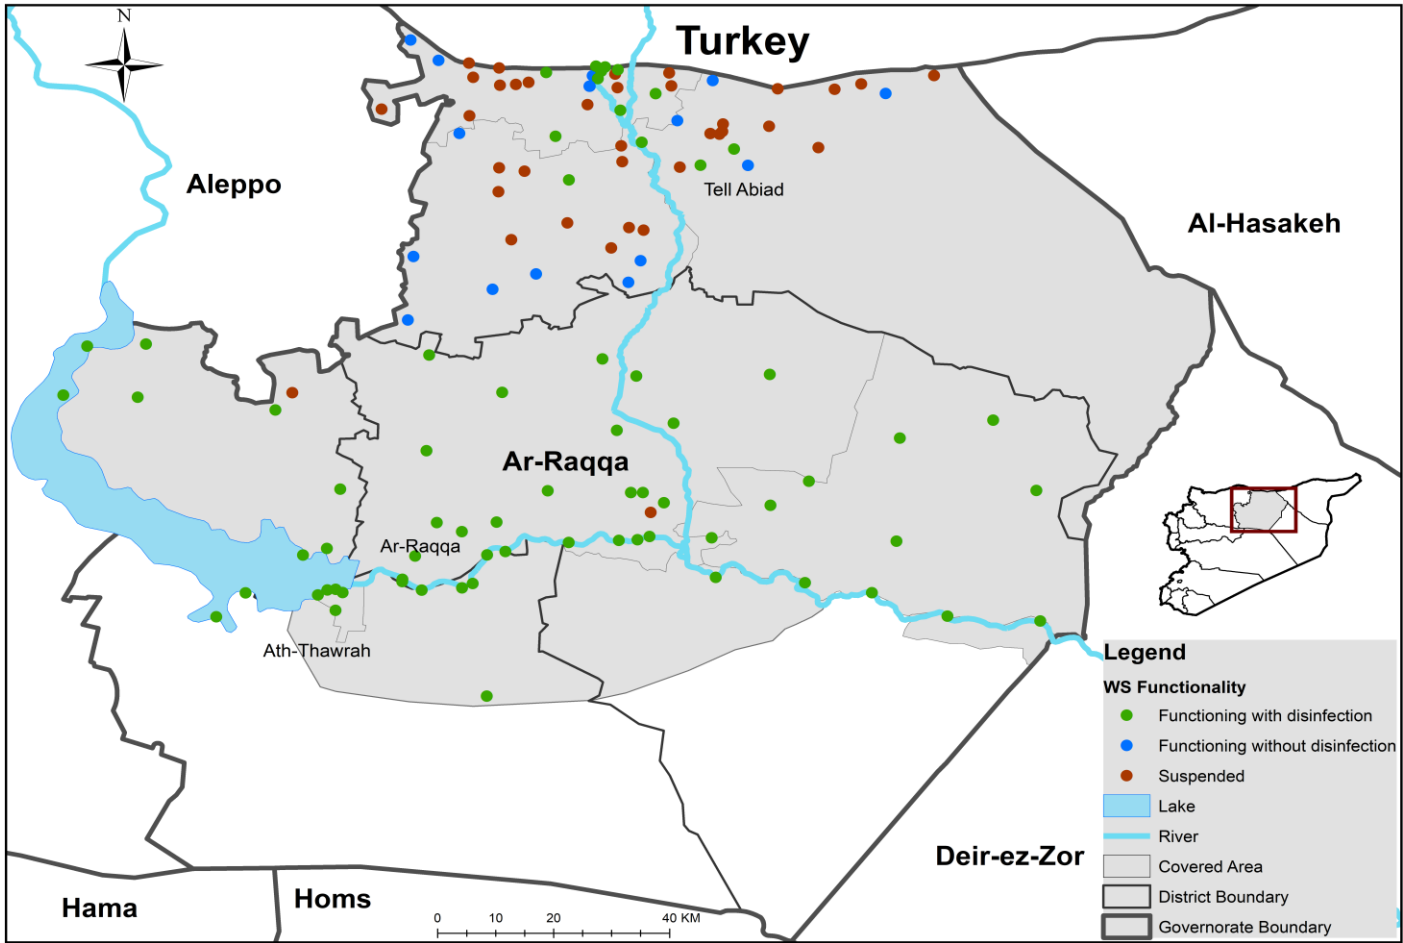 N
Turkey
Aleppo
Tell Abiad
Al-Hasakeh
Ar-Raqqa
Ar-Raqqa
Ath-Thawrah
Legend
WS Functionality
Functioning with disinfection
Functioning without disinfection
Suspended
Lake
River
Covered Area
District Boundary
Governorate Boundary
Deir-ez-Zor
Homs
Hama
0 10 20 40 KM